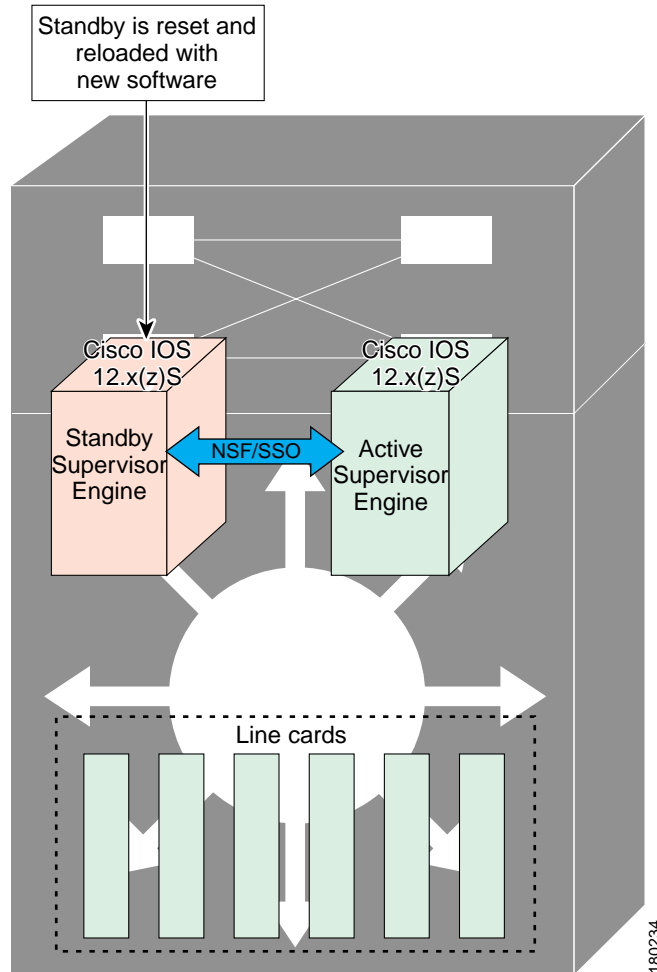 Standby is reset and
reloaded with
new software
Cisco IOS
12.x(z)S
Cisco IOS
12.x(z)S
Standby
Supervisor
Engine
NSF/SSO
Active
Supervisor
Engine
Line cards
180234